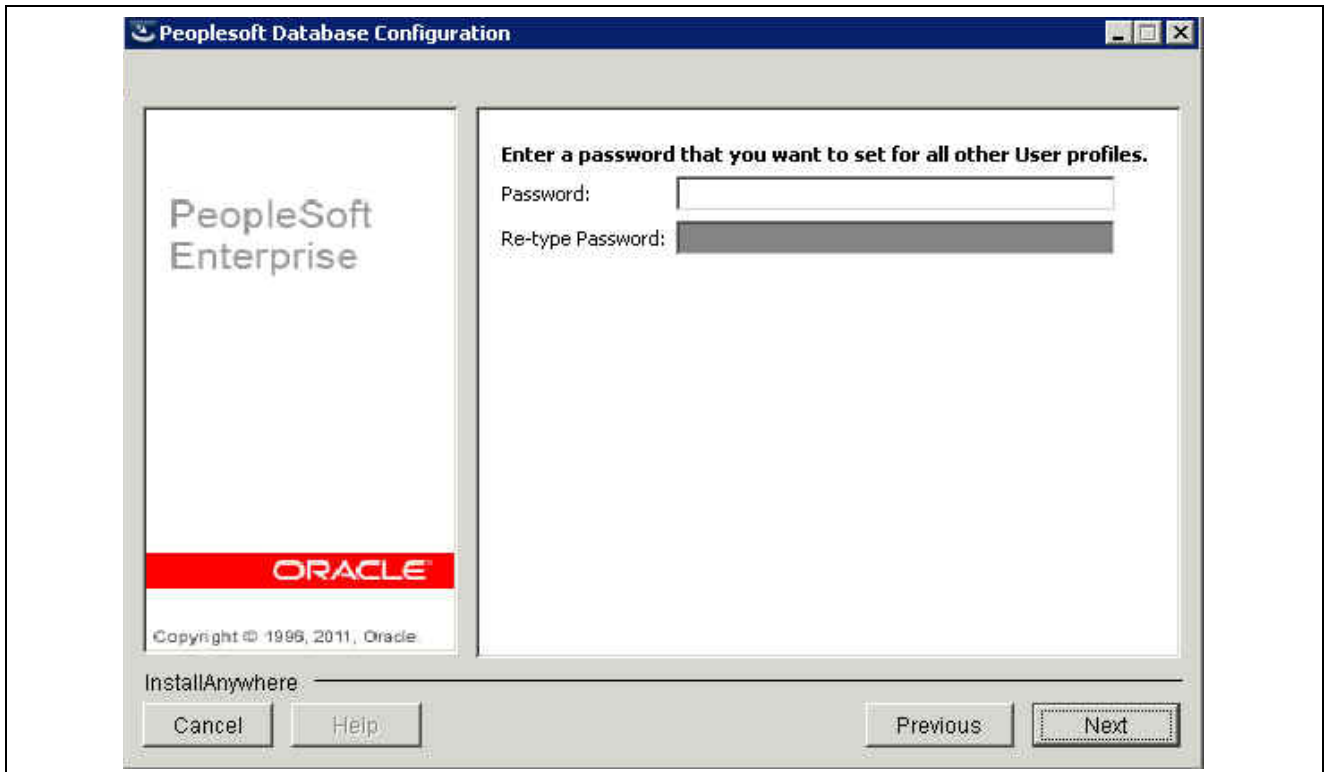 Peoplesoft Database Configuration
PeopleSoft
Enterprise
ORACLE
Copyright © 1996, 2011, Oracle
Enter a password that you want to set for all other User profiles.
Password:
Re-type Password:
InstallAnywhere
Cancel
Help
Previous
Next